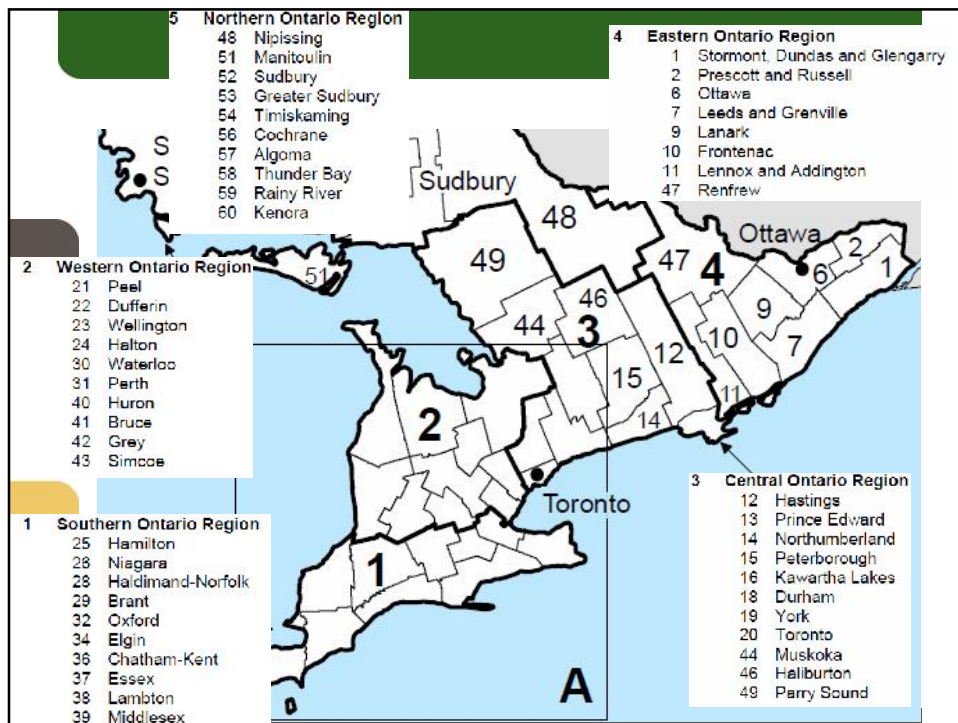 5 Northern Ontario Region
48 Nipissing
51 Manitoulin
52 Sudbury
53 Greater Sudbury
54 Timiskaming
56 Cochrane
57 Algoma
58 Thunder Bay
59 Rainy River
60 Kenora
4 Eastern Ontario Region
1 Stormont, Dundas and Glengarry
2 Prescott and Russell
6 Ottawa
7 Leeds and Grenville
9 Lanark
10 Frontenac
11 Lennox and Addington
47 Renfrew
S
S
Sudbury
48
Ottawa
49
47
4
6
2
1
51
46
44
3
9
10
7
12
15
11
14
2
Toronto
1
A
2 Western Ontario Region
21 Peel
22 Dufferin
23 Wellington
24 Halton
30 Waterloo
31 Perth
40 Huron
41 Bruce
42 Grey
43 Simcoe
1 Southern Ontario Region
25 Hamilton
26 Niagara
28 Haldimand-Norfolk
29 Brant
32 Oxford
34 Elgin
36 Chatham-Kent
37 Essex
38 Lambton
39 Middlesex
3 Central Ontario Region
12 Hastings
13 Prince Edward
14 Northumberland
15 Peterborough
16 Kawartha Lakes
18 Durham
19 York
20 Toronto
44 Muskoka
46 Haliburton
49 Parry Sound